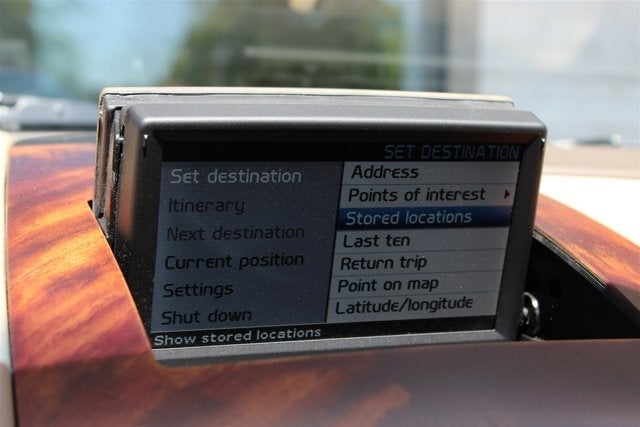 SET DESTINATION
Set destination
Itinerary
Next destination
Current position
Settings
Shut down
Address
Points of interest
Stored locations
Last ten
Return trip
Point on map
Latitude/longitude
Show stored locations